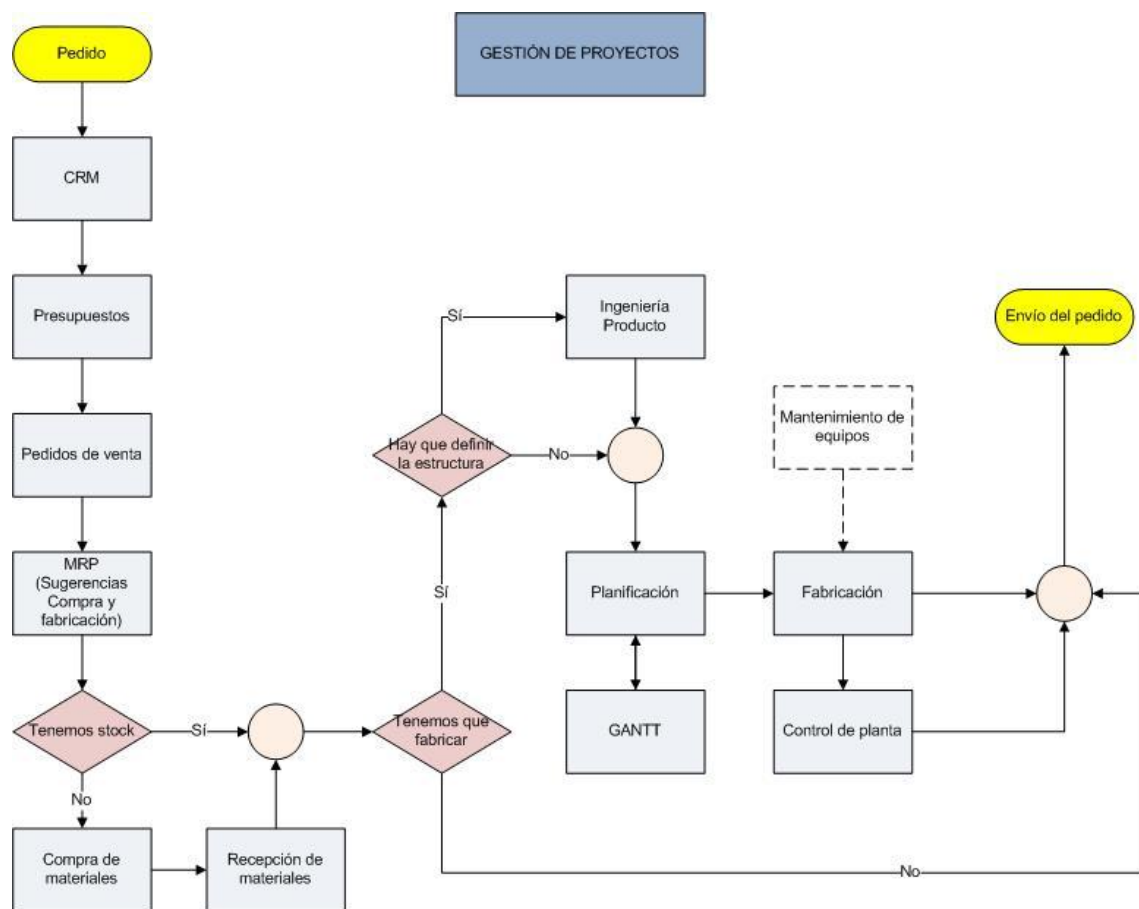 Pedido
GESTIÓN DE PROYECTOS
CRM
Presupuestos
Pedidos de venta
MRP
(Sugerencias
Compra y
fabricación)
Tenemos stock
Sí
No
Compra de
materiales
Recepción de
materiales
Tenemos que
fabricar
Sí
No
Hay que definir
la estructura
Sí
No
Ingeniería
Producto
Planificación
GANTT
Mantenimiento de
equipos
Fabricación
Control de planta
Envío del pedido